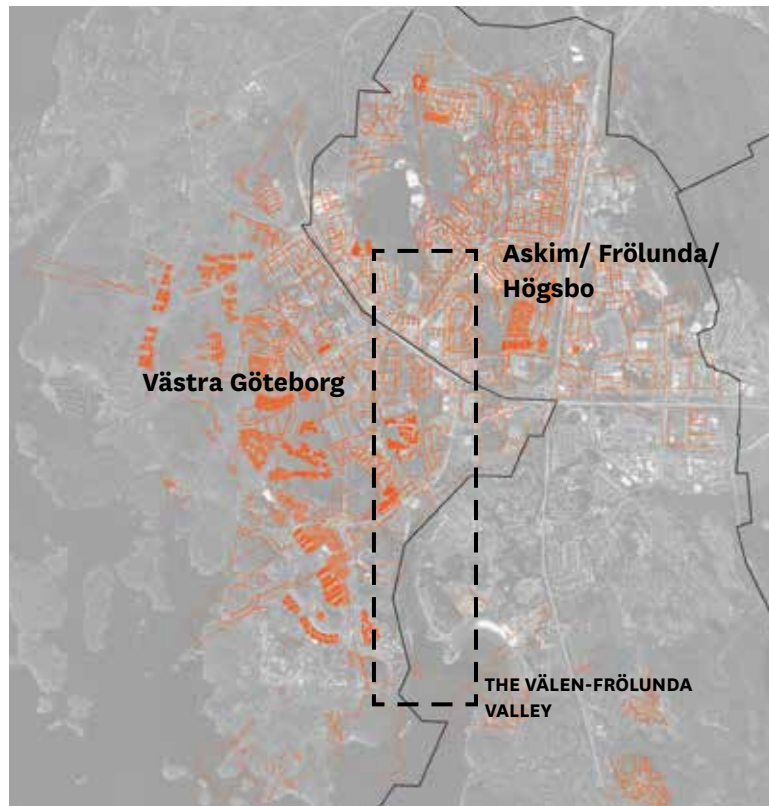 Askim/ Frölunda/
Högsbo
Västra Göteborg
THE VÄLEN-FRÖLUNDA
VALLEY